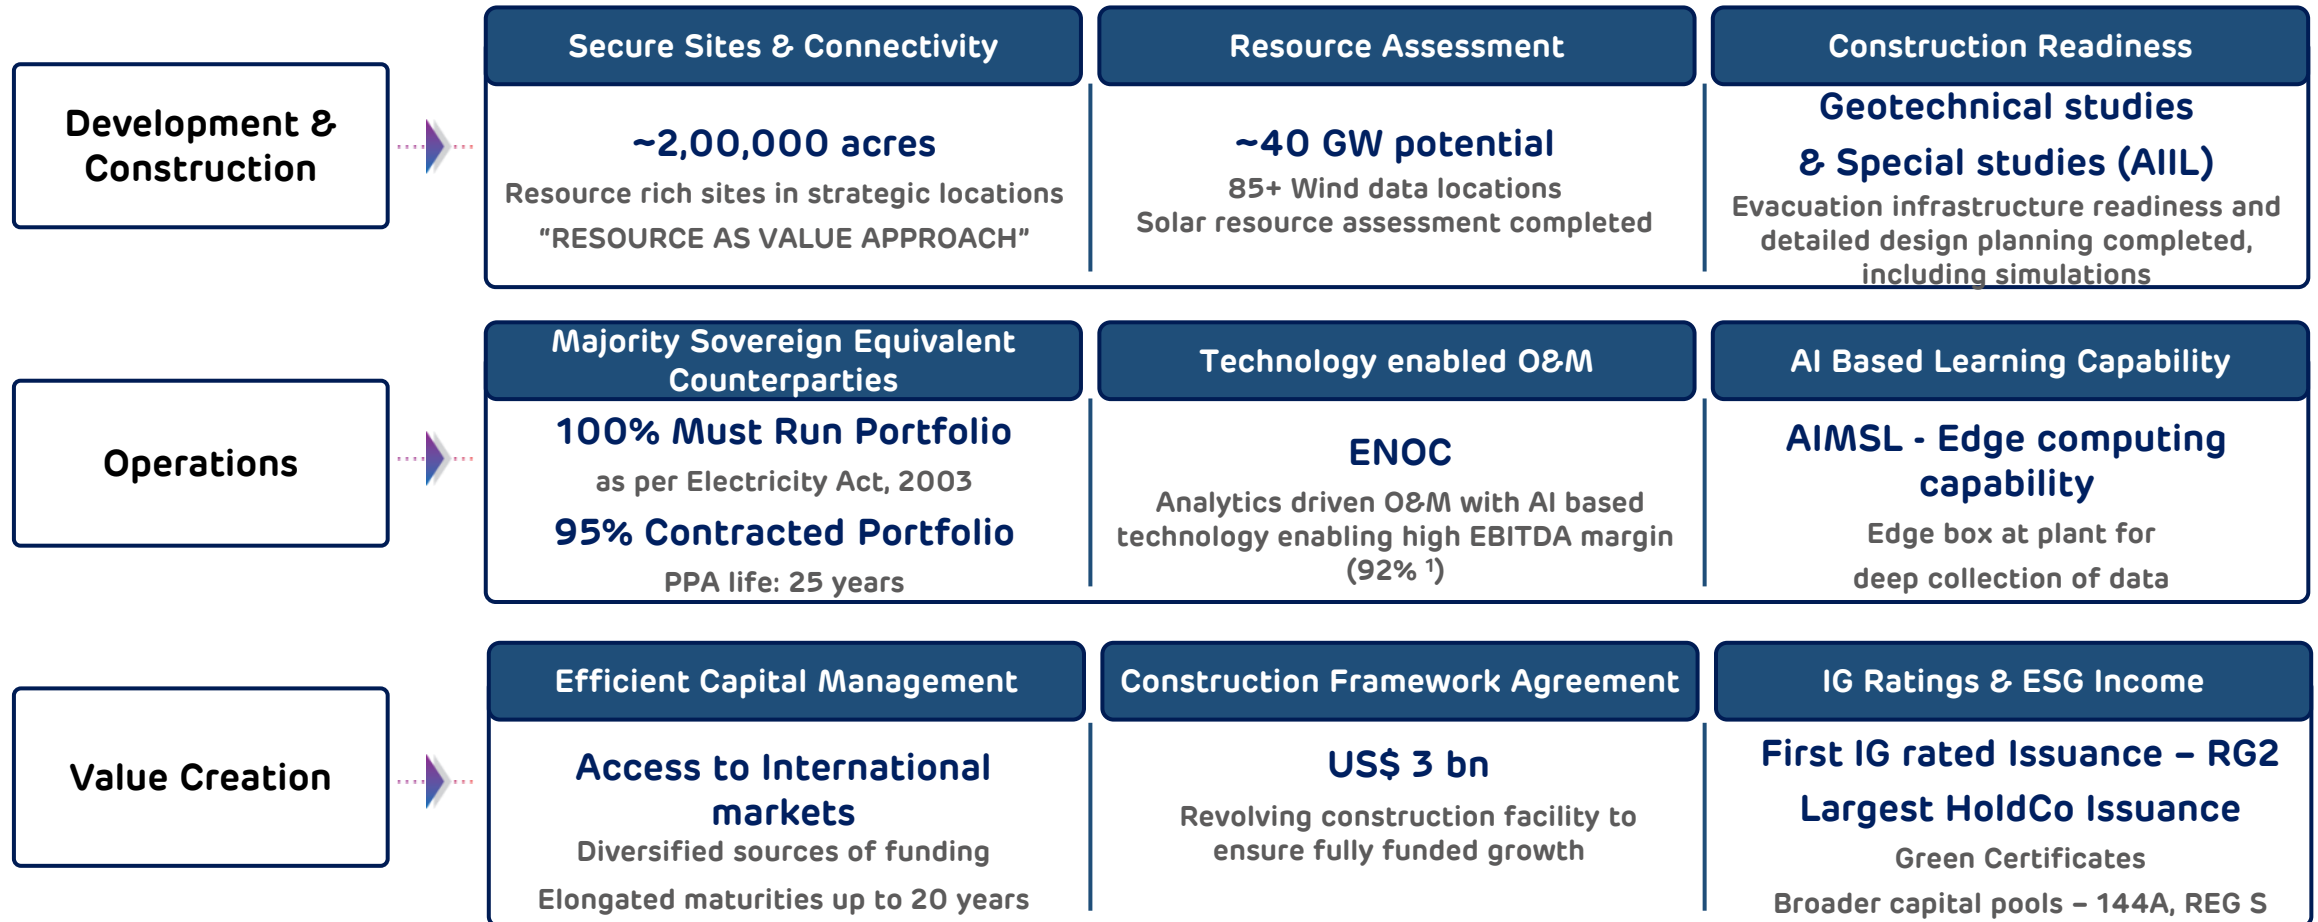 Development &
Construction
Secure Sites & Connectivity
~2,00,000 acres
Resource rich sites in strategic locations
“RESOURCE AS VALUE APPROACH”
Resource Assessment
~40 GW potential
85+ Wind data locations
Solar resource assessment completed
Construction Readiness
Geotechnical studies
& Special studies (AIIL)
Evacuation infrastructure readiness and
detailed design planning completed,
including simulations
Operations
Majority Sovereign Equivalent
Counterparties
100% Must Run Portfolio
as per Electricity Act, 2003
95% Contracted Portfolio
PPA life: 25 years
Technology enabled O&M
ENOC
Analytics driven O&M with AI based
technology enabling high EBITDA margin
(92% ¹)
AI Based Learning Capability
AIMSL - Edge computing
capability
Edge box at plant for
deep collection of data
Value Creation
Efficient Capital Management
Access to International
markets
Diversified sources of funding
Elongated maturities up to 20 years
Construction Framework Agreement
US$ 3 bn
Revolving construction facility to
ensure fully funded growth
IG Ratings & ESG Income
First IG rated Issuance – RG2
Largest HoldCo Issuance
Green Certificates
Broader capital pools – 144A, REG S